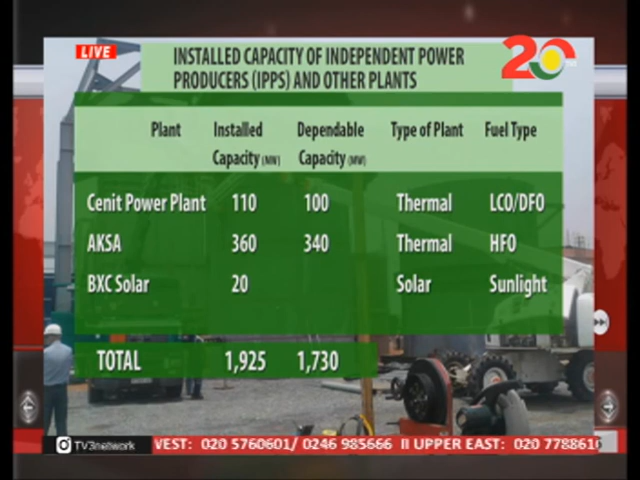 LIVE
INSTALLED CAPACITY OF INDEPENDENT POWER
PRODUCERS (IPPS) AND OTHER PLANTS
20
Plant Installed Capacity (MW) Dependable Capacity (MW) Type of Plant Fuel Type
Cenit Power Plant 110 100 Thermal LCO/DFO
AKSA 360 340 Thermal HFO
BXC Solar 20 Solar Sunlight
TOTAL 1,925 1,730
TV3network VEST: 020 5760601/ 0246 985666 II UPPER EAST: 020 778861